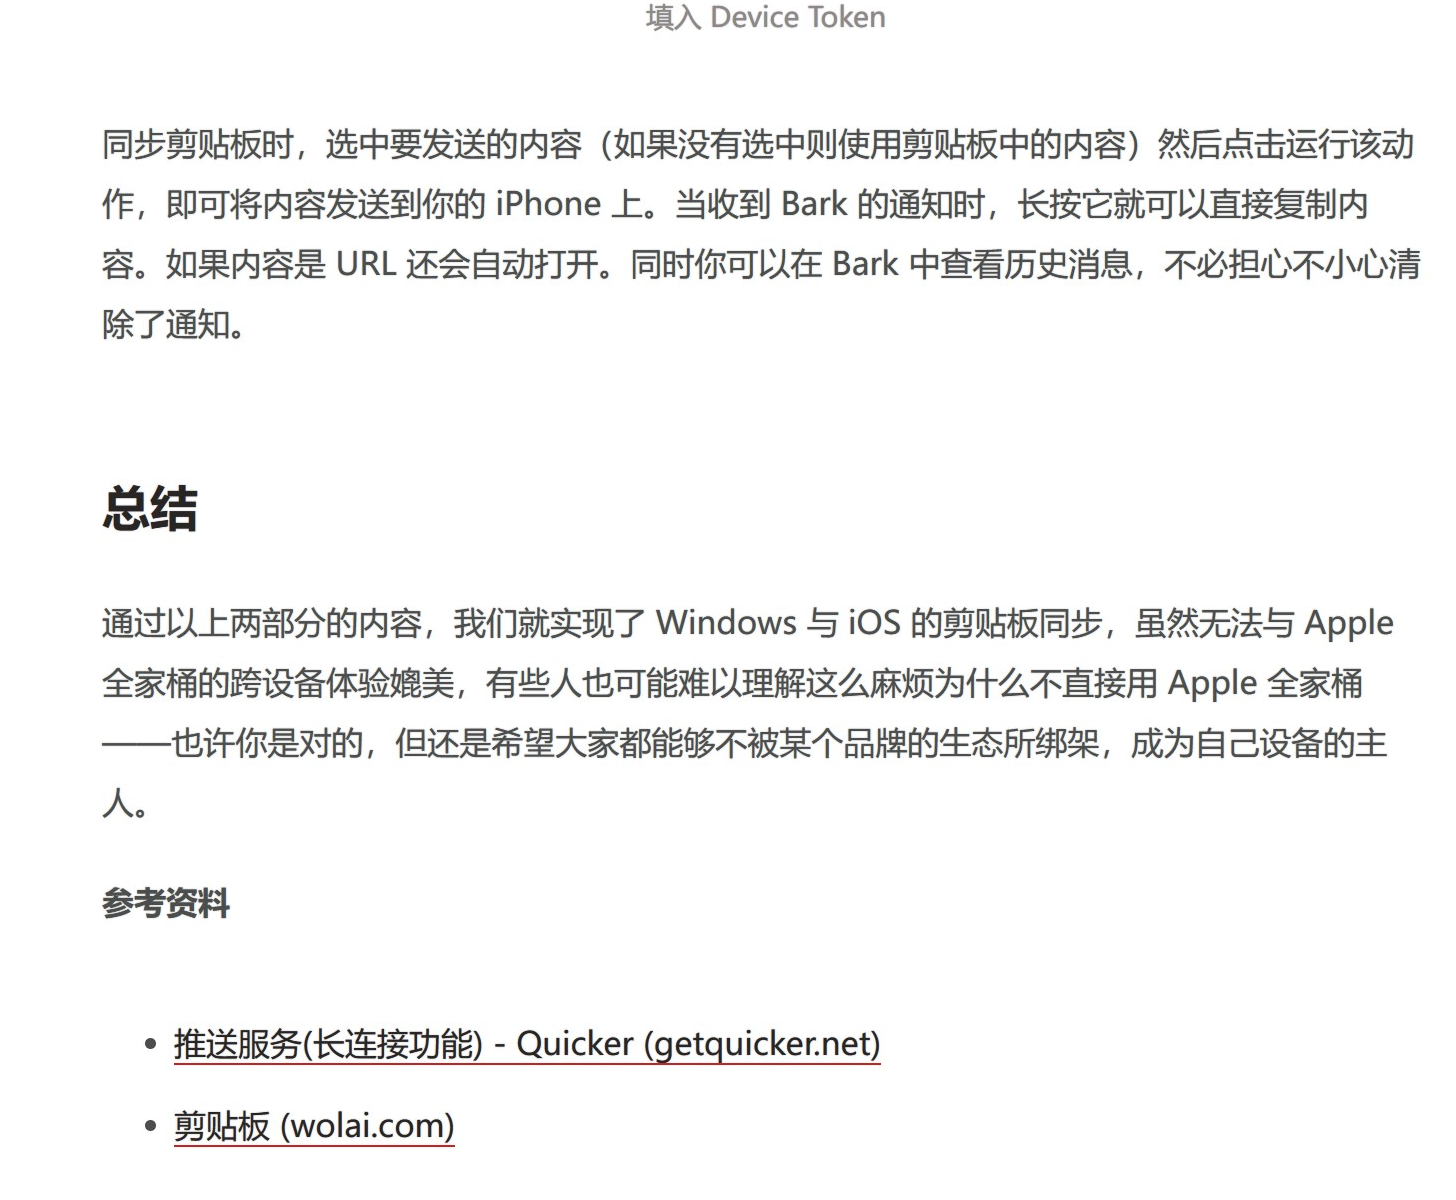 填入 Device Token
同步剪贴板时，选中要发送的内容（如果没有选中则使用剪贴板中的内容）然后点击运行该动
作，即可将内容发送到你的 iPhone 上。当收到 Bark 的通知时，长按它就可以直接复制内
容。如果内容是 URL 还会自动打开。同时你可以在 Bark 中查看历史消息，不必担心不小心清
除了通知。
总结
通过以上两部分的内容，我们就实现了 Windows 与 iOS 的剪贴板同步，虽然无法与 Apple
全家桶的跨设备体验媲美，有些人也可能难以理解这么麻烦为什么不直接用 Apple 全家桶
——也许你是对的，但还是希望大家都能够不被某个品牌的生态所绑架，成为自己设备的主
人。
参考资料
• 推送服务(长连接功能) - Quicker (getquicker.net)
• 剪贴板 (wolai.com)